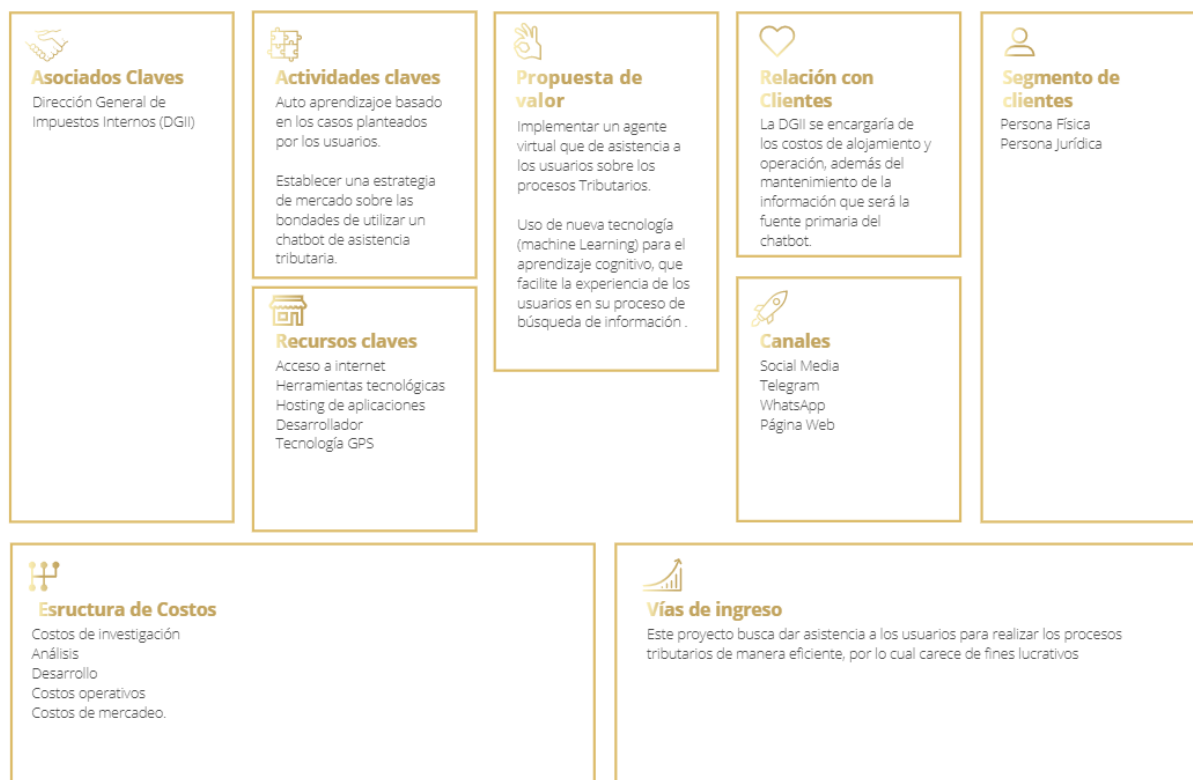 Asociados Claves
Dirección General de
Impuestos Internos (DGII)
Actividades claves
Auto aprendizajoe basado
en los casos planteados
por los usuarios.
Establecer una estrategia
de mercado sobre las
bondades de utilizar un
chatbot de asistencia
tributaria.
Recursos claves
Acceso a internet
Herramientas tecnológicas
Hosting de aplicaciones
Desarrollador
Tecnología GPS
Propuesta de
valor
Implementar un agente
virtual que de asistencia a
los usuarios sobre los
procesos Tributarios.
Uso de nueva tecnología
(machine Learning) para el
aprendizaje cognitivo, que
facilite la experiencia de los
usuarios en su proceso de
búsqueda de información .
Relación con
Clientes
La DGII se encargaría de
los costos de alojamiento y
operación, además del
mantenimiento de la
información que será la
fuente primaria del
chatbot.
Canales
Social Media
Telegram
WhatsApp
Página Web
Segmento de
clientes
Persona Física
Persona Jurídica
Esructura de Costos
Costos de investigación
Análisis
Desarrollo
Costos operativos
Costos de mercadeo.
Vías de ingreso
Este proyecto busca dar asistencia a los usuarios para realizar los procesos
tributarios de manera eficiente, por lo cual carece de fines lucrativos